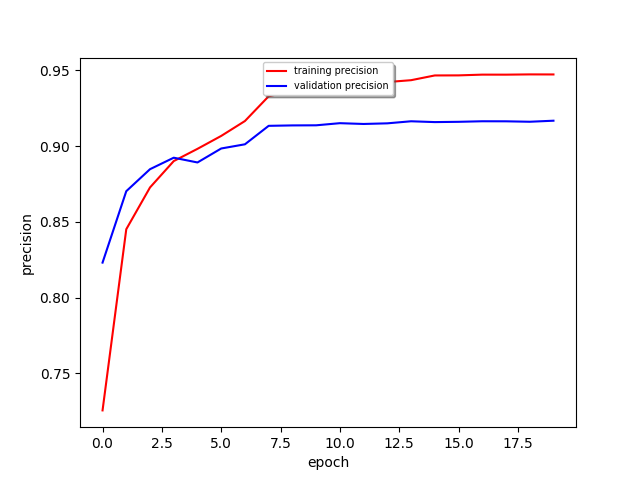 training precision
validation precision
0.95
0.90
0.85
0.80
0.75
precision
0.0 2.5 5.0 7.5 10.0 12.5 15.0 17.5
epoch